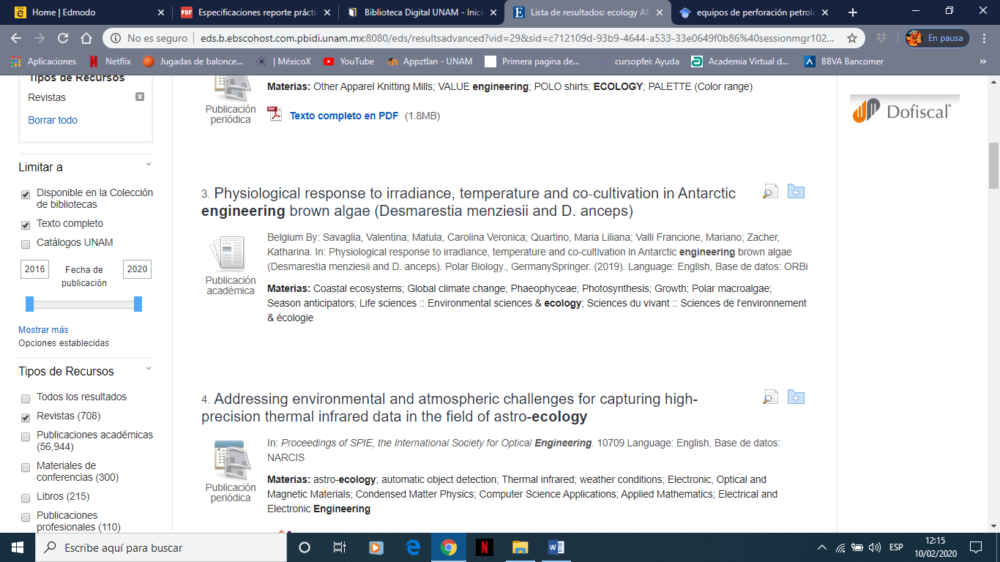 Home | Edmodo
Especificaciones reporte prácti
Biblioteca Digital UNAM - Inici
Lista de resultados: ecology AN
equipos de perforación petrole
No es seguro | eds.b.ebscohost.com.pbidi.unam.mx:8080/eds/resultsadvanced?vid=29&sid=c712109d-93b9-4644-a533-33e0649f0b86%40sessionmgr102...
En pausa
Aplicaciones
Netflix
Jugadas de balonce...
| MéxicoX
YouTube
Appztlan - UNAM
Primera pagina de...
cursopfei: Ayuda
Academia Virtual d...
BBVA Bancomer
»
Tipos de Recursos
Revistas
Borrar todo
Limitar a
Disponible en la Colección
de bibliotecas
Texto completo
Catálogos UNAM
2016 Fecha de publicación 2020
Mostrar más
Opciones establecidas
Tipos de Recursos
Todos los resultados
Revistas (708)
Publicaciones académicas
(56,944)
Materiales de
conferencias (300)
Libros (215)
Publicaciones
profesionales (110)
Publicación
periódica
Materias: Other Apparel Knitting Mills; VALUE engineering; POLO shirts; ECOLOGY; PALETTE (Color range)
PDF
Texto completo en PDF (1.8MB)
3. Physiological response to irradiance, temperature and co-cultivation in Antarctic
engineering brown algae (Desmarestia menziesii and D. anceps)
Publicación
académica
Belgium By: Savaglia, Valentina; Matula, Carolina Veronica; Quartino, Maria Liliana; Valli Francione, Mariano; Zacher,
Katharina. In: Physiological response to irradiance, temperature and co-cultivation in Antarctic engineering brown algae
(Desmarestia menziesii and D. anceps). Polar Biology., GermanySpringer. (2019). Language: English, Base de datos: ORBi
Materias: Coastal ecosystems; Global climate change; Phaeophyceae; Photosynthesis; Growth; Polar macroalgae;
Season anticipators; Life sciences :: Environmental sciences & ecology; Sciences du vivant :: Sciences de l'environnement
& écologie
4. Addressing environmental and atmospheric challenges for capturing high-
precision thermal infrared data in the field of astro-ecology
Publicación
periódica
In: Proceedings of SPIE, the International Society for Optical Engineering. 10709 Language: English, Base de datos:
NARCIS
Materias: astro-ecology; automatic object detection; Thermal infrared; weather conditions; Electronic, Optical and
Magnetic Materials; Condensed Matter Physics; Computer Science Applications; Applied Mathematics; Electrical and
Electronic Engineering
Dofiscal
Escribe aquí para buscar
ESP
12:15
10/02/2020